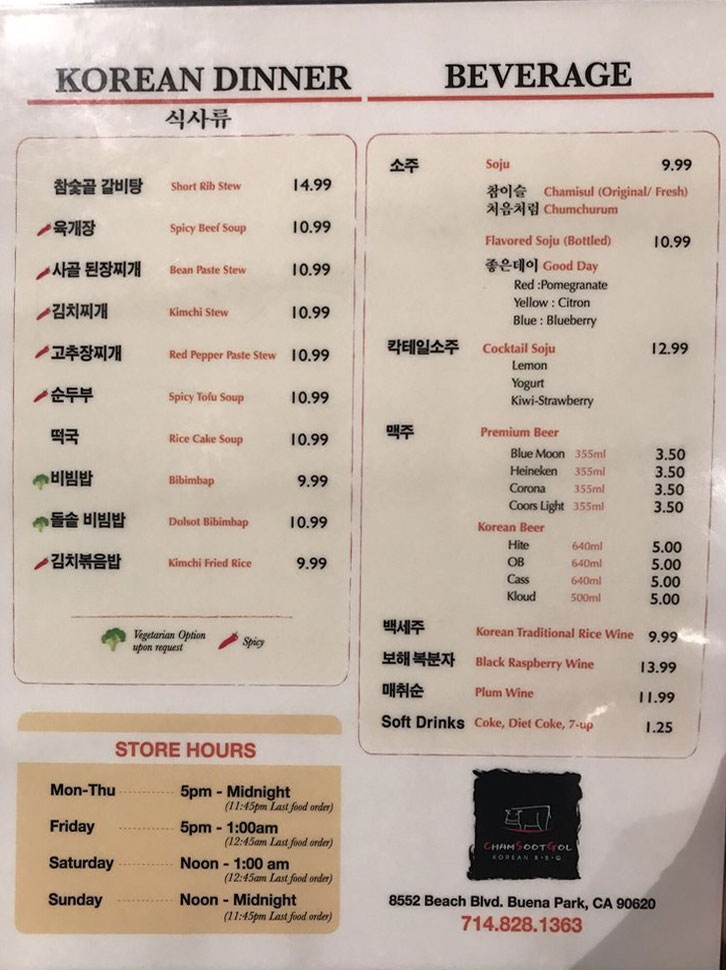 KOREAN DINNER
식사류
참숯골 갈비탕 Short Rib Stew 14.99
육개장 Spicy Beef Soup 10.99
사골 된장찌개 Bean Paste Stew 10.99
김치찌개 Kimchi Stew 10.99
고추장찌개 Red Pepper Paste Stew 10.99
순두부 Spicy Tofu Soup 10.99
떡국 Rice Cake Soup 10.99
비빔밥 Bibimbap 9.99
돌솥 비빔밥 Dolsot Bibimbap 10.99
김치볶음밥 Kimchi Fried Rice 9.99
Vegetarian Option
upon request
Spicy
BEVERAGE
소주 Soju 9.99
참이슬 Chamisul (Original/ Fresh)
처음처럼 Chumchurum
Flavored Soju (Bottled) 10.99
좋은데이 Good Day
Red :Pomegranate
Yellow : Citron
Blue : Blueberry
칵테일소주 Cocktail Soju 12.99
Lemon
Yogurt
Kiwi-Strawberry
맥주 Premium Beer
Blue Moon 355ml 3.50
Heineken 355ml 3.50
Corona 355ml 3.50
Coors Light 355ml 3.50
Korean Beer
Hite 640ml 5.00
OB 640ml 5.00
Cass 640ml 5.00
Kloud 500ml 5.00
백세주 Korean Traditional Rice Wine 9.99
보해 복분자 Black Raspberry Wine 13.99
매취순 Plum Wine 11.99
Soft Drinks Coke, Diet Coke, 7-up 1.25
STORE HOURS
Mon-Thu 5pm - Midnight
(11:45pm Last food order)
Friday 5pm - 1:00am
(12:45am Last food order)
Saturday Noon - 1:00 am
(12:45am Last food order)
Sunday Noon - Midnight
(11:45pm Last food order)
CHAMSOOTGOL
KOREAN B·B·Q
8552 Beach Blvd. Buena Park, CA 90620
714.828.1363